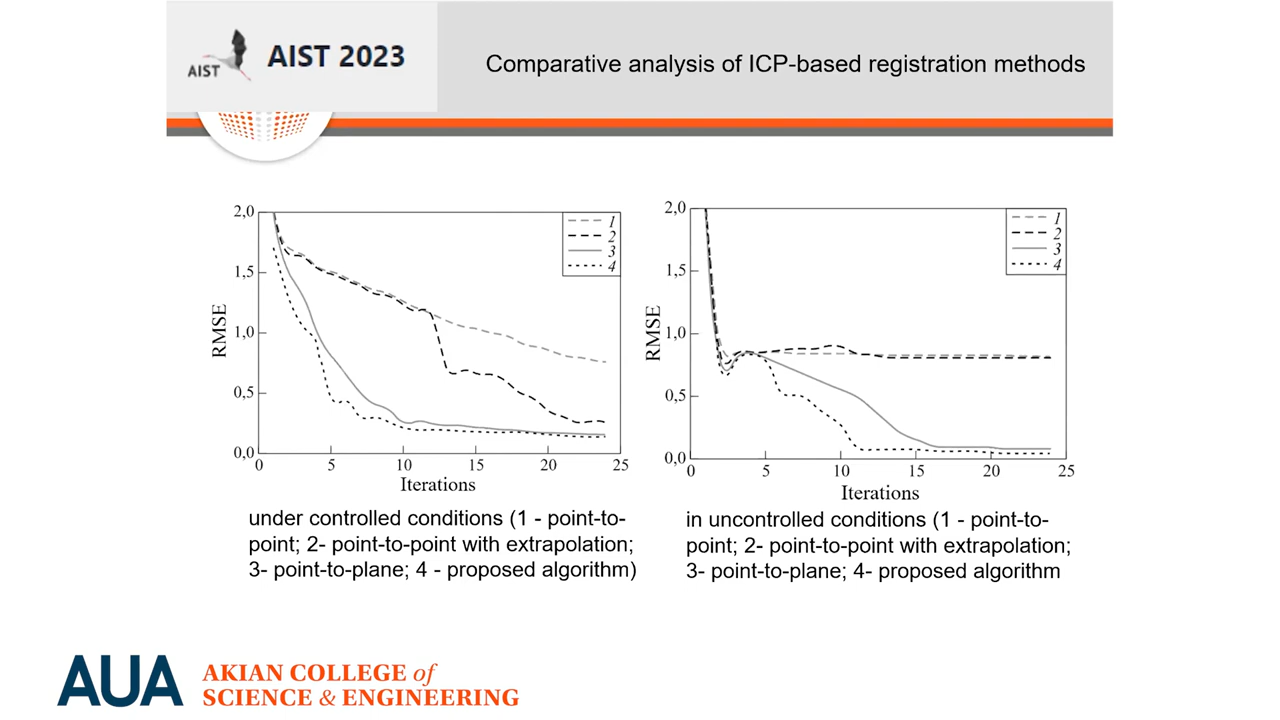 AIST
AIST 2023
Comparative analysis of ICP-based registration methods
2,0
1,5
1,0
0,5
0,0
RMSE
0
5
10
15
20
25
Iterations
1
2
3
4
2,0
1,5
1,0
0,5
0,0
RMSE
0
5
10
15
20
25
Iterations
1
2
3
4
under controlled conditions (1 - point-to-
point; 2- point-to-point with extrapolation;
3- point-to-plane; 4 - proposed algorithm)
in uncontrolled conditions (1 - point-to-
point; 2- point-to-point with extrapolation;
3- point-to-plane; 4- proposed algorithm
AUA
AKIAN COLLEGE of
SCIENCE & ENGINEERING